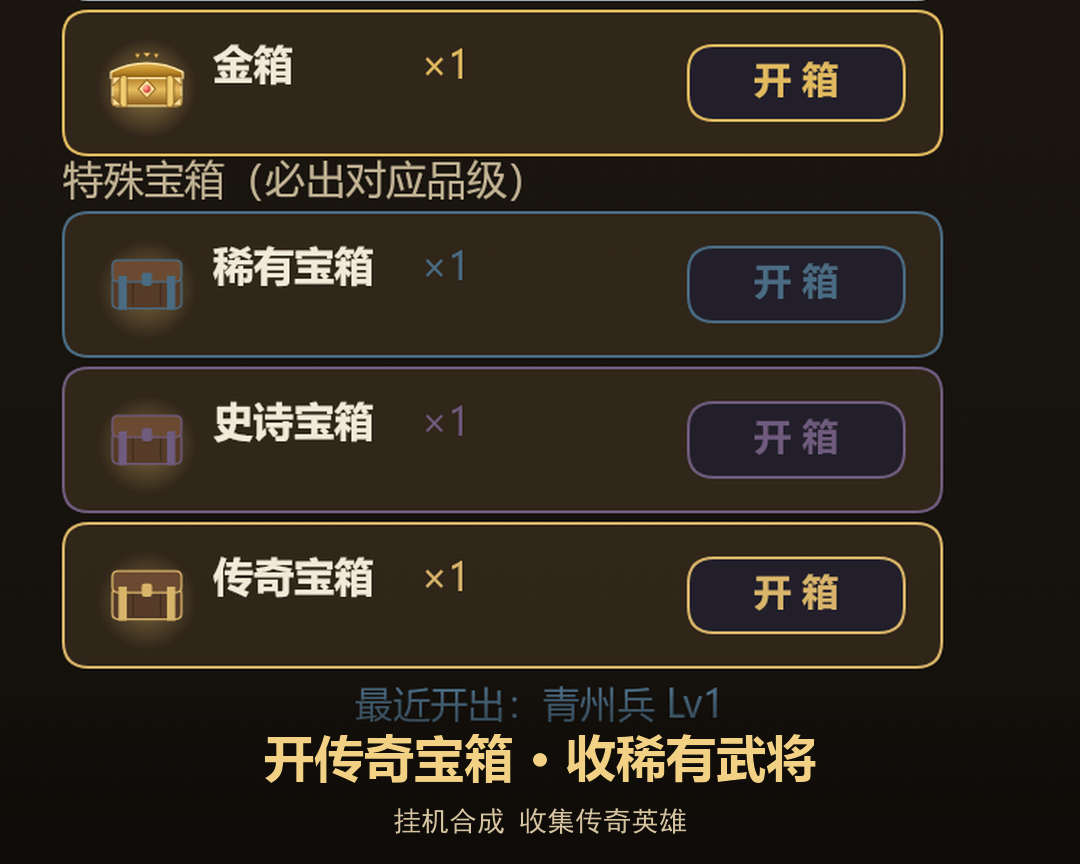 金箱 ×1 开箱
特殊宝箱（必出对应品级）
稀有宝箱 ×1 开箱
史诗宝箱 ×1 开箱
传奇宝箱 ×1 开箱
最近开出：青州兵 Lv1
开传奇宝箱·收稀有武将
挂机合成 收集传奇英雄